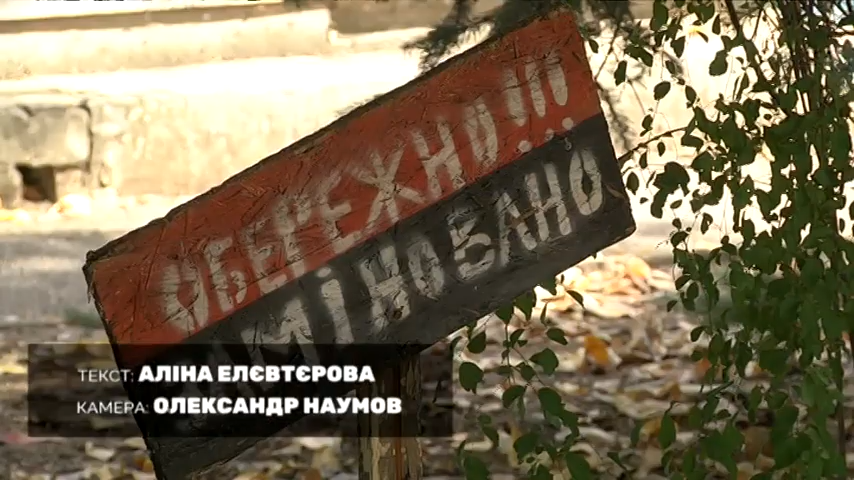 ОБЕРЕЖНО!!!
ЗАМІНОВАНО
ТЕКСТ: АЛІНА ЕЛЄВТЄРОВА
КАМЕРА: ОЛЕКСАНДР НАУМОВ